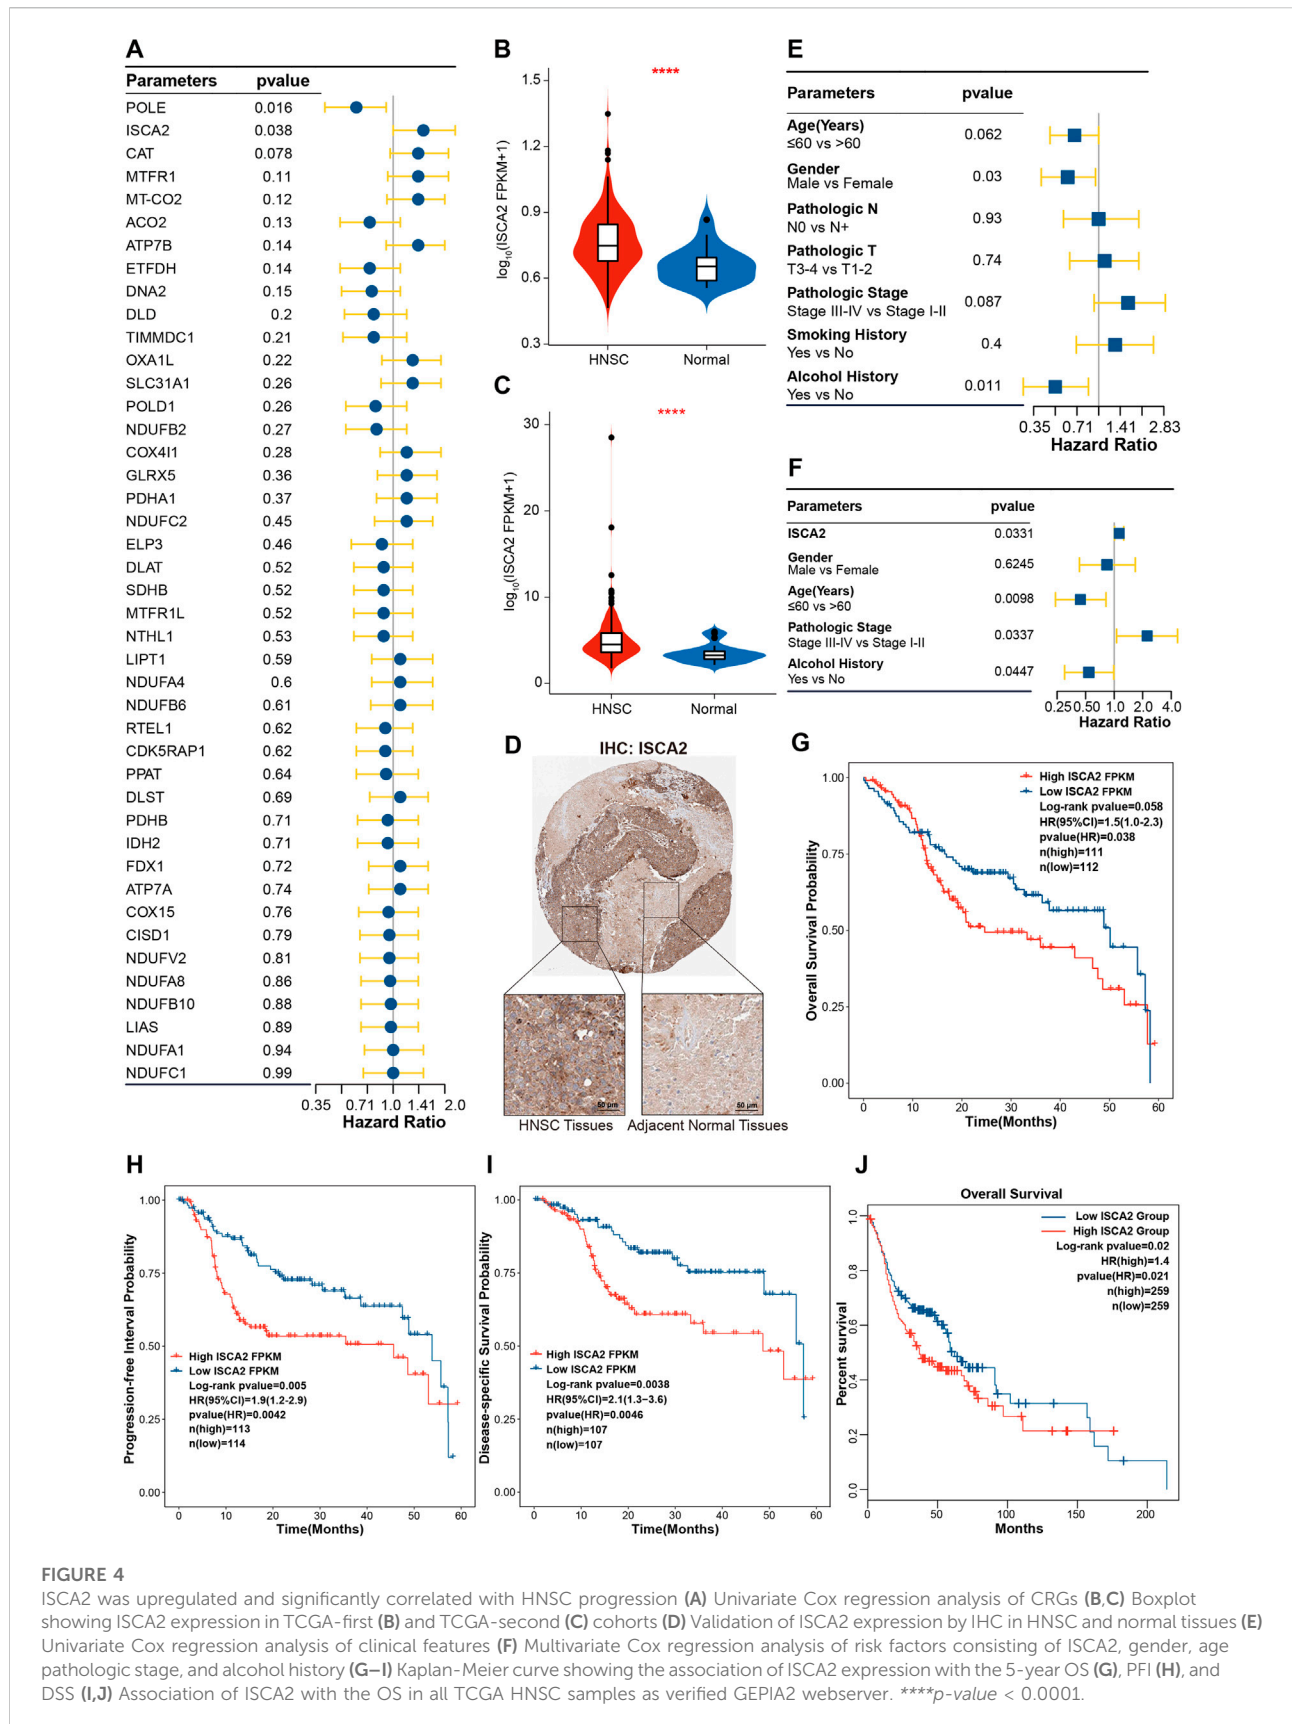 A
Parameters pvalue
POLE 0.016
ISCA2 0.038
CAT 0.078
MTFR1 0.11
MT-CO2 0.12
ACO2 0.13
ATP7B 0.14
ETFDH 0.14
DNA2 0.15
DLD 0.2
TIMMDC1 0.21
OXA1L 0.22
SLC31A1 0.26
POLD1 0.26
NDUFB2 0.27
COX4I1 0.28
GLRX5 0.36
PDHA1 0.37
NDUFC2 0.45
ELP3 0.46
DLAT 0.52
SDHB 0.52
MTFR1L 0.52
NTHL1 0.53
LIPT1 0.59
NDUFA4 0.6
NDUFB6 0.61
RTEL1 0.62
CDK5RAP1 0.62
PPAT 0.64
DLST 0.69
PDHB 0.71
IDH2 0.71
FDX1 0.72
ATP7A 0.74
COX15 0.76
CISD1 0.79
NDUFV2 0.81
NDUFA8 0.86
NDUFB10 0.88
LIAS 0.89
NDUFA1 0.94
NDUFC1 0.99
0.35 0.71 1.0 1.41 2.0
Hazard Ratio
B
****
log10(ISCA2 FPKM+1)
1.5
1.2
0.9
0.6
0.3
HNSC Normal
C
****
log10(ISCA2 FPKM+1)
30
20
10
0
HNSC Normal
D
IHC: ISCA2
50 μm
50 μm
HNSC Tissues Adjacent Normal Tissues
E
Parameters pvalue
Age(Years)
≤60 vs >60 0.062
Gender
Male vs Female 0.03
Pathologic N
N0 vs N+ 0.93
Pathologic T
T3-4 vs T1-2 0.74
Pathologic Stage
Stage III-IV vs Stage I-II 0.087
Smoking History
Yes vs No 0.4
Alcohol History
Yes vs No 0.011
0.35 0.71 1.41 2.83
Hazard Ratio
F
Parameters pvalue
ISCA2 0.0331
Gender
Male vs Female 0.6245
Age(Years)
≤60 vs >60 0.0098
Pathologic Stage
Stage III-IV vs Stage I-II 0.0337
Alcohol History
Yes vs No 0.0447
0.25 0.50 1.0 2.0 4.0
Hazard Ratio
G
Overall Survival Probability
1.00
0.75
0.50
0.25
0.00
High ISCA2 FPKM
Low ISCA2 FPKM
Log-rank pvalue=0.058
HR(95%CI)=1.5(1.0-2.3)
pvalue(HR)=0.038
n(high)=111
n(low)=112
0 10 20 30 40 50 60
Time(Months)
H
Progression-free Interval Probability
1.00
0.75
0.50
0.25
0.00
High ISCA2 FPKM
Low ISCA2 FPKM
Log-rank pvalue=0.005
HR(95%CI)=1.9(1.2-2.9)
pvalue(HR)=0.0042
n(high)=113
n(low)=114
0 10 20 30 40 50 60
Time(Months)
I
Disease-specific Survival Probability
1.00
0.75
0.50
0.25
0.00
High ISCA2 FPKM
Low ISCA2 FPKM
Log-rank pvalue=0.0038
HR(95%CI)=2.1(1.3–3.6)
pvalue(HR)=0.0046
n(high)=107
n(low)=107
0 10 20 30 40 50 60
Time(Months)
J
Overall Survival
Percent survival
1.0
0.8
0.6
0.4
0.2
0.0
Low ISCA2 Group
High ISCA2 Group
Log-rank pvalue=0.02
HR(high)=1.4
pvalue(HR)=0.021
n(high)=259
n(low)=259
0 50 100 150 200
Months
FIGURE 4
ISCA2 was upregulated and significantly correlated with HNSC progression (A) Univariate Cox regression analysis of CRGs (B,C) Boxplot
showing ISCA2 expression in TCGA-first (B) and TCGA-second (C) cohorts (D) Validation of ISCA2 expression by IHC in HNSC and normal tissues (E)
Univariate Cox regression analysis of clinical features (F) Multivariate Cox regression analysis of risk factors consisting of ISCA2, gender, age
pathologic stage, and alcohol history (G–I) Kaplan-Meier curve showing the association of ISCA2 expression with the 5-year OS (G), PFI (H), and
DSS (I,J) Association of ISCA2 with the OS in all TCGA HNSC samples as verified GEPIA2 webserver. ****p-value < 0.0001.